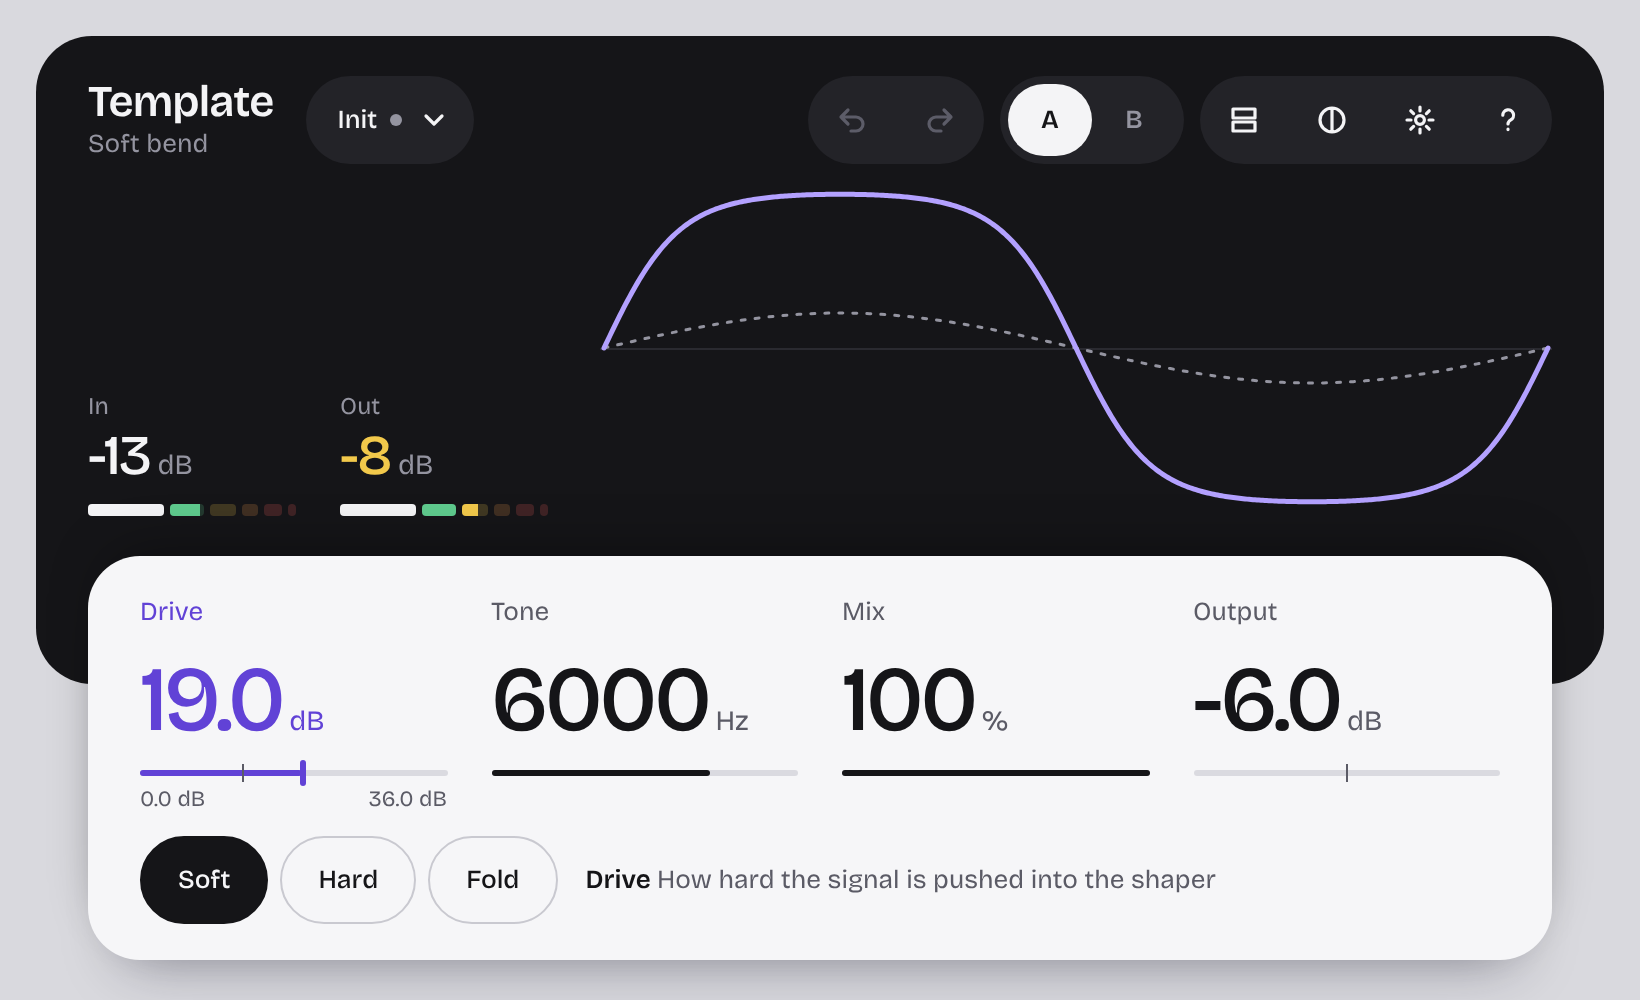 Template
Soft bend
Init
A
B
?
In
-13 dB
Out
-8 dB
Drive
19.0 dB
0.0 dB
36.0 dB
Tone
6000 Hz
Mix
100 %
Output
-6.0 dB
Soft
Hard
Fold
Drive How hard the signal is pushed into the shaper